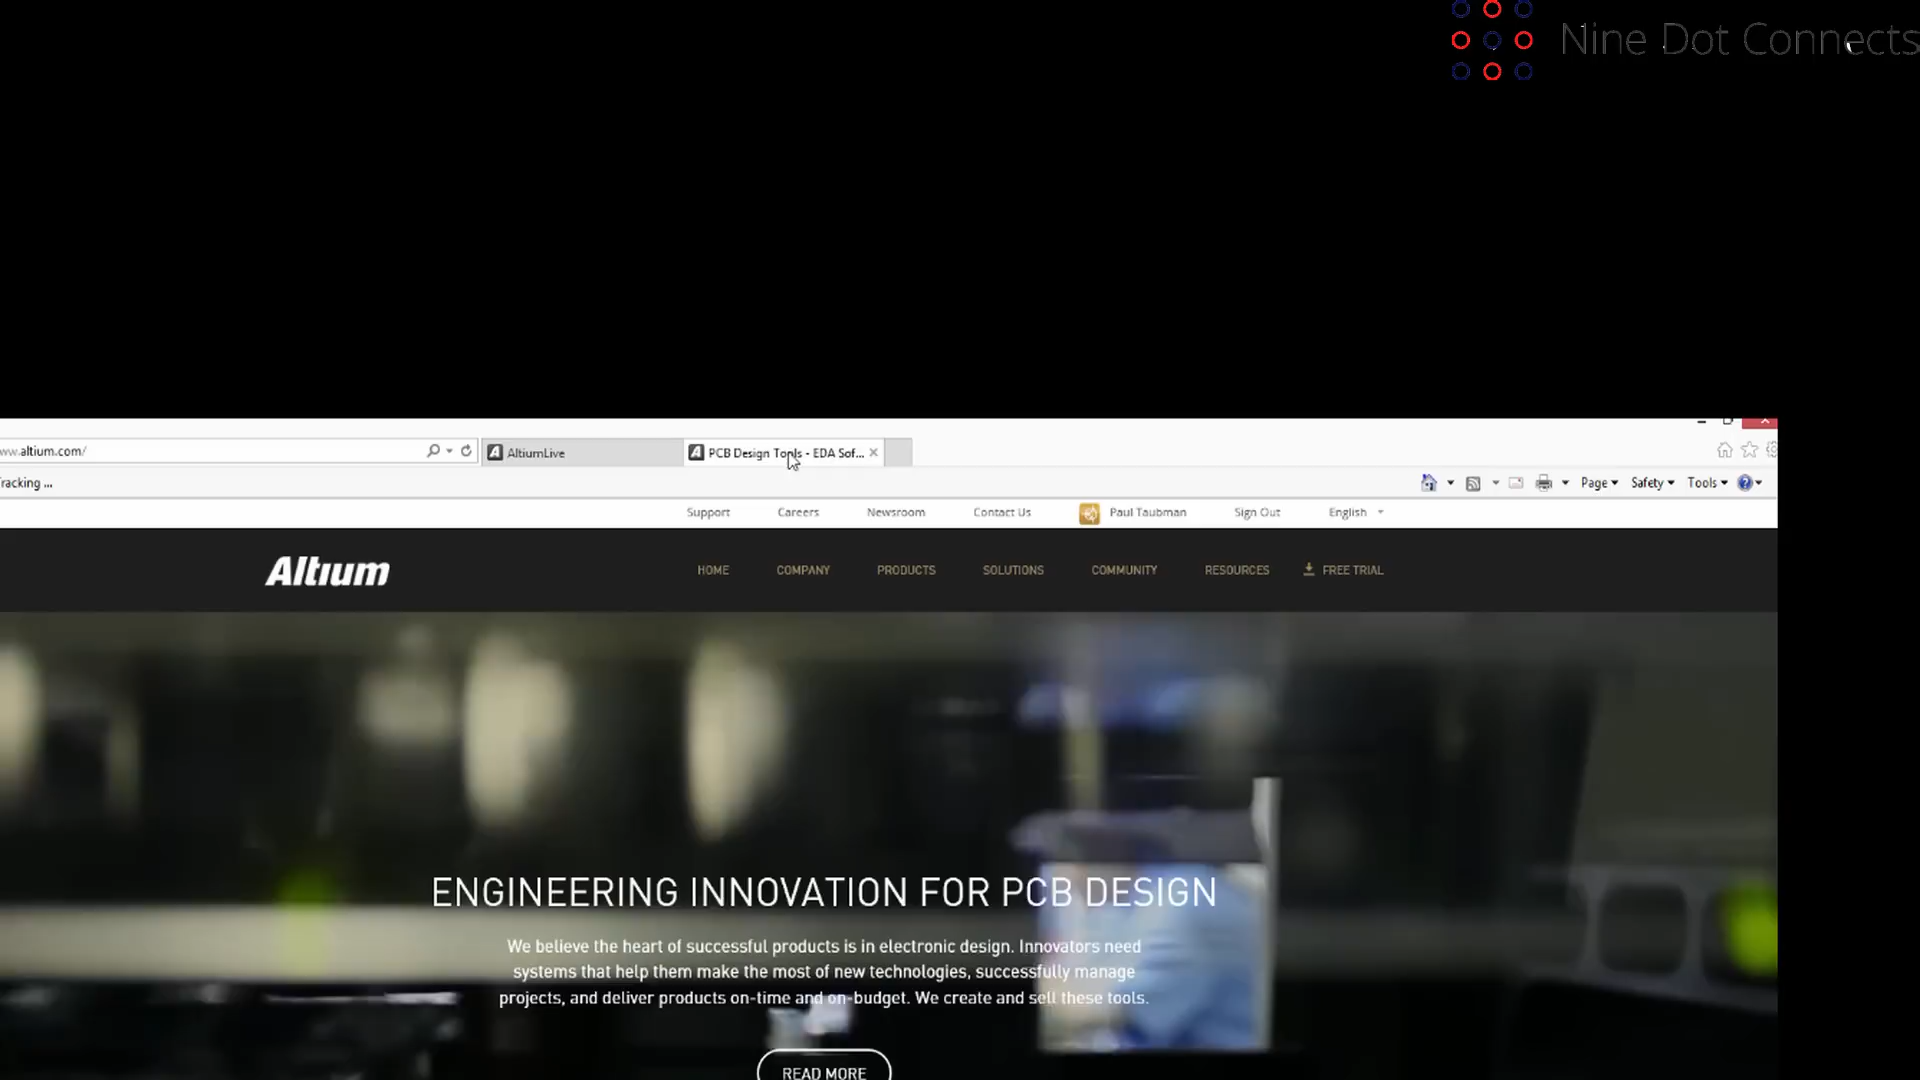 Nine Dot Connects
ww.altium.com/
AltiumLive
PCB Design Tools - EDA Sof...
racking ...
Page
Safety
Tools
Support
Careers
Newsroom
Contact Us
Paul Taubman
Sign Out
English
Altium
HOME
COMPANY
PRODUCTS
SOLUTIONS
COMMUNITY
RESOURCES
FREE TRIAL
ENGINEERING INNOVATION FOR PCB DESIGN
We believe the heart of successful products is in electronic design. Innovators need
systems that help them make the most of new technologies, successfully manage
projects, and deliver products on-time and on-budget. We create and sell these tools.
READ MORE